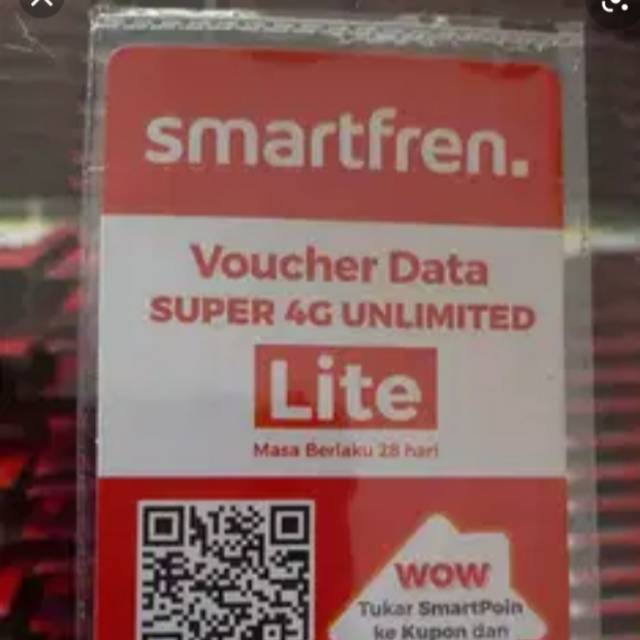 smartfren.
Voucher Data
SUPER 4G UNLIMITED
Lite
Masa Berlaku 28 hari
WOW
Tukar SmartPoin
ke Kupon dan